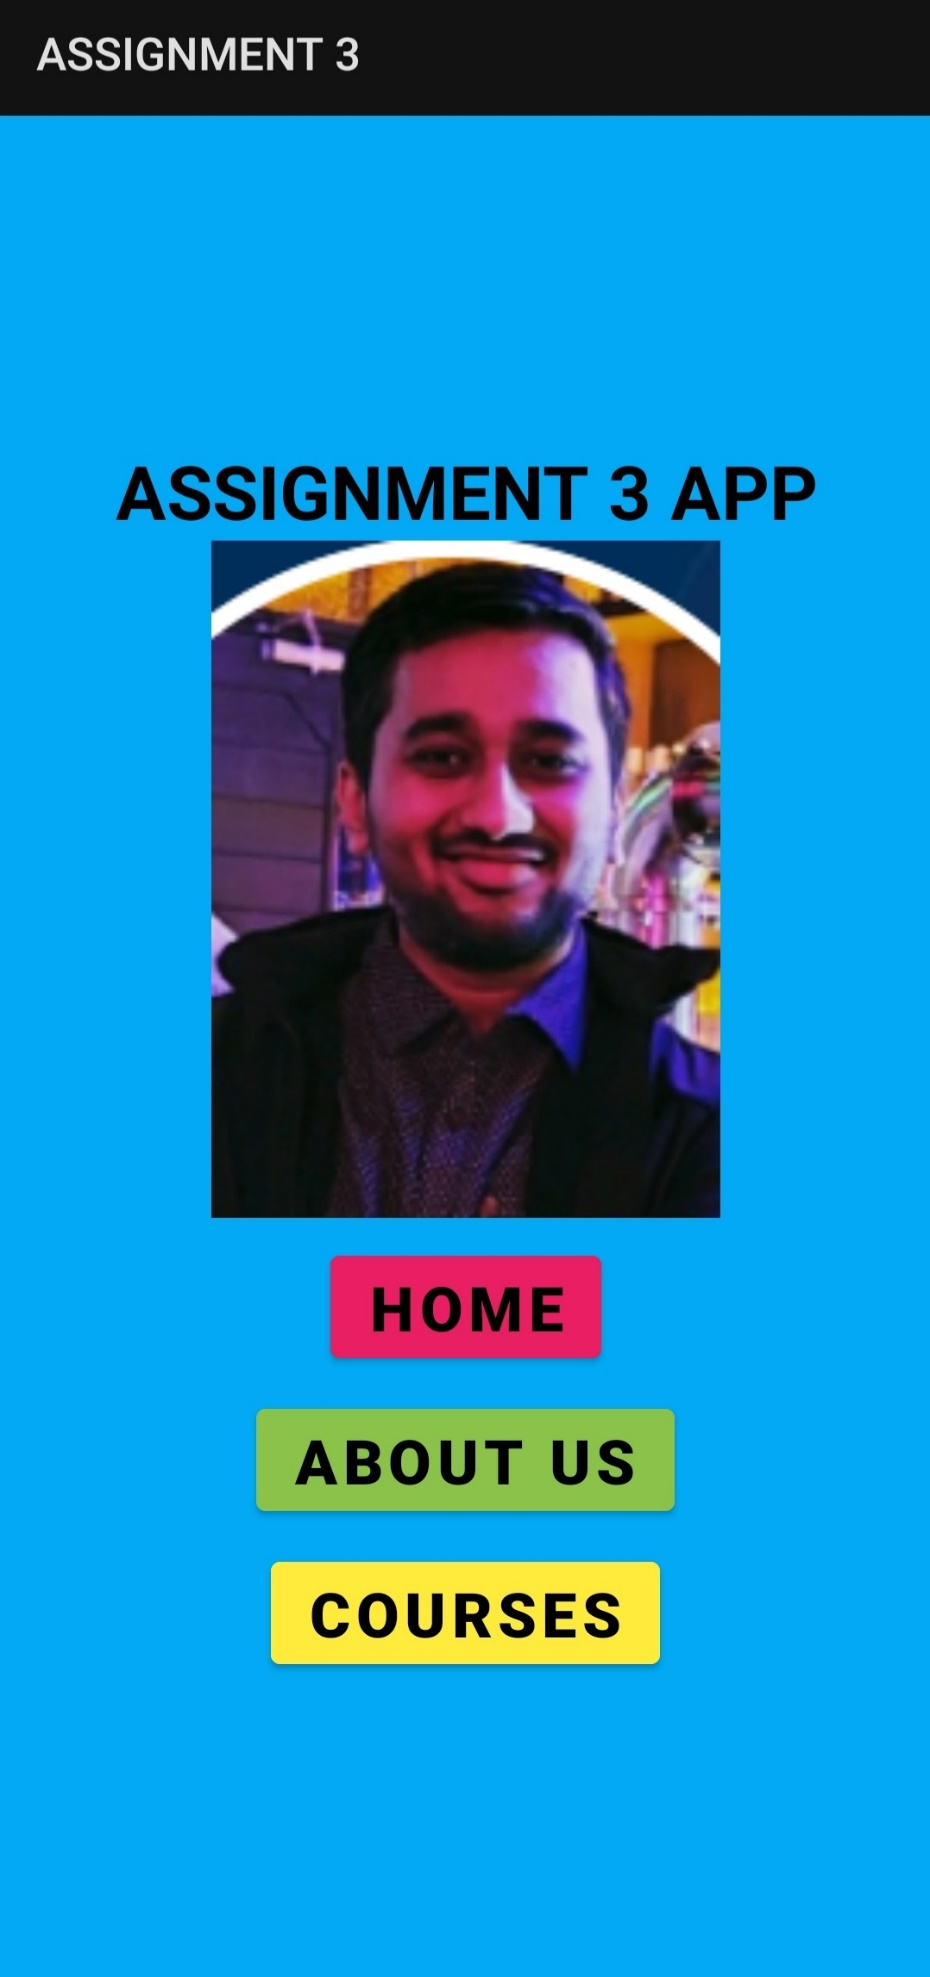 ASSIGNMENT 3
ASSIGNMENT 3 APP
HOME
ABOUT US
COURSES